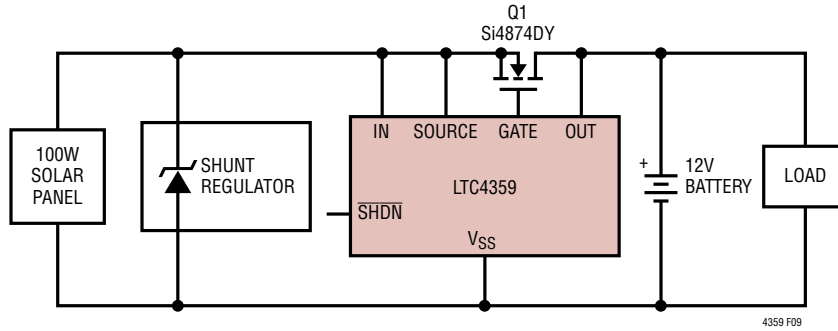 Q1
Si4874DY
100W
SOLAR
PANEL
SHUNT
REGULATOR
IN
SOURCE
GATE
OUT
LTC4359
SHDN
VSS
+
12V
BATTERY
LOAD
4359 F09